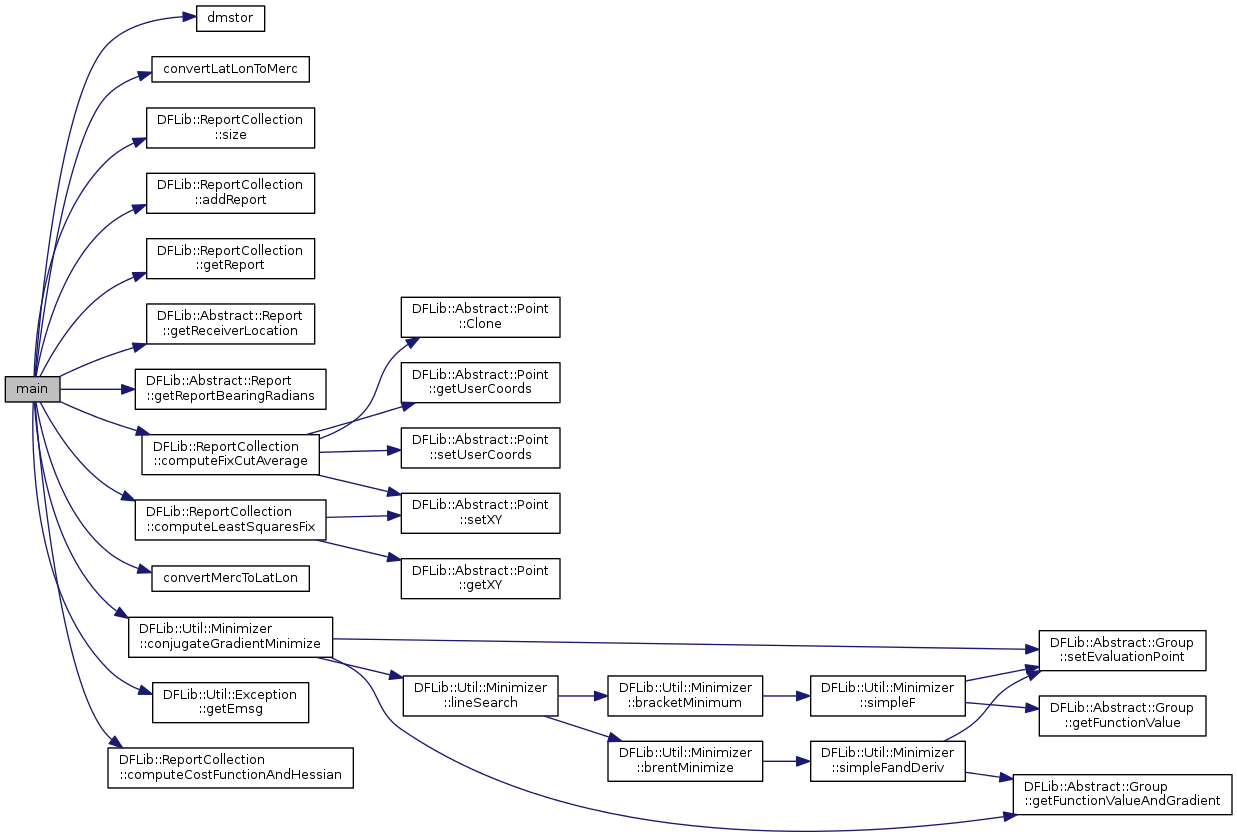 main
dmstor
convertLatLonToMerc
DFLib::ReportCollection
::size
DFLib::ReportCollection
::addReport
DFLib::ReportCollection
::getReport
DFLib::Abstract::Report
::getReceiverLocation
DFLib::Abstract::Report
::getReportBearingRadians
DFLib::ReportCollection
::computeFixCutAverage
DFLib::ReportCollection
::computeLeastSquaresFix
convertMercToLatLon
DFLib::Util::Minimizer
::conjugateGradientMinimize
DFLib::Util::Exception
::getEmsg
DFLib::ReportCollection
::computeCostFunctionAndHessian
DFLib::Abstract::Point
::Clone
DFLib::Abstract::Point
::getUserCoords
DFLib::Abstract::Point
::setUserCoords
DFLib::Abstract::Point
::setXY
DFLib::Abstract::Point
::getXY
DFLib::Util::Minimizer
::lineSearch
DFLib::Util::Minimizer
::bracketMinimum
DFLib::Util::Minimizer
::brentMinimize
DFLib::Util::Minimizer
::simpleF
DFLib::Util::Minimizer
::simpleFandDeriv
DFLib::Abstract::Group
::setEvaluationPoint
DFLib::Abstract::Group
::getFunctionValue
DFLib::Abstract::Group
::getFunctionValueAndGradient